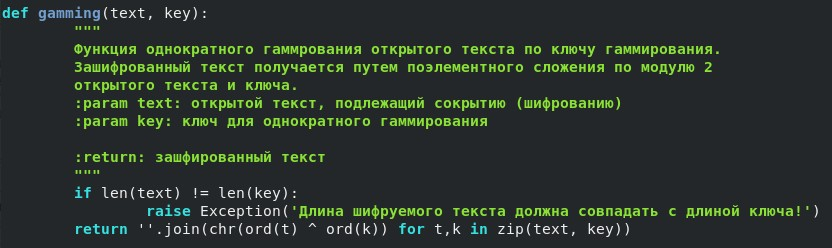 def gamming(text, key):
"""
Функция однократного гаммрования открытого текста по ключу гаммирования.
Зашифрованный текст получается путем поэлементного сложения по модулю 2
открытого текста и ключа.
:param text: открытой текст, подлежащий сокрытию (шифрованию)
:param key: ключ для однократного гаммирования
:return: зашфированный текст
"""
if len(text) != len(key):
raise Exception('Длина шифруемого текста должна совпадать с длиной ключа!')
return ''.join(chr(ord(t) ^ ord(k)) for t,k in zip(text, key))